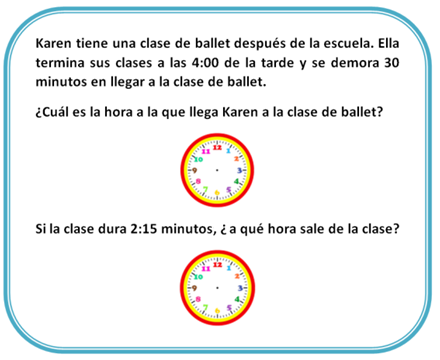 Karen tiene una clase de ballet después de la escuela. Ella
termina sus clases a las 4:00 de la tarde y se demora 30
minutos en llegar a la clase de ballet.
¿Cuál es la hora a la que llega Karen a la clase de ballet?
12
11 1
10 2
9 3
8 4
7 5
6
Si la clase dura 2:15 minutos, ¿ a qué hora sale de la clase?
12
11 1
10 2
9 3
8 4
7 5
6